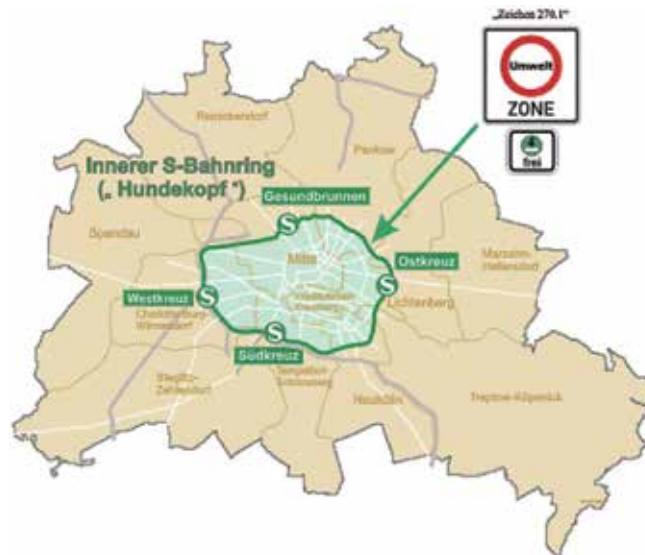 „Zeichen 270.1“
Umwelt
ZONE
frei
Reinickendorf
Pankow
Innerer S-Bahnring
(„ Hundekopf “)
Gesundbrunnen
S
Spandau
Mitte
Ostkreuz
S
Marzahn-
Hellersdorf
Westkreuz
S
Lichtenberg
Charlottenburg-
Wilmersdorf
S
Südkreuz
Steglitz-
Zehlendorf
Tempelhof-
Schöneberg
Neukölln
Treptow-Köpenick